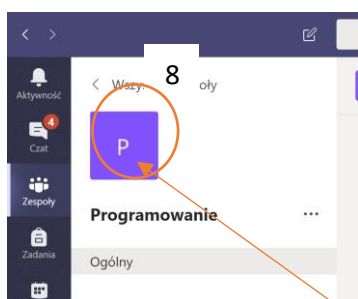 8
Wszy oły
Aktywność
4
Czat
P
Zespoły
Programowanie ...
Zadania
Ogólny